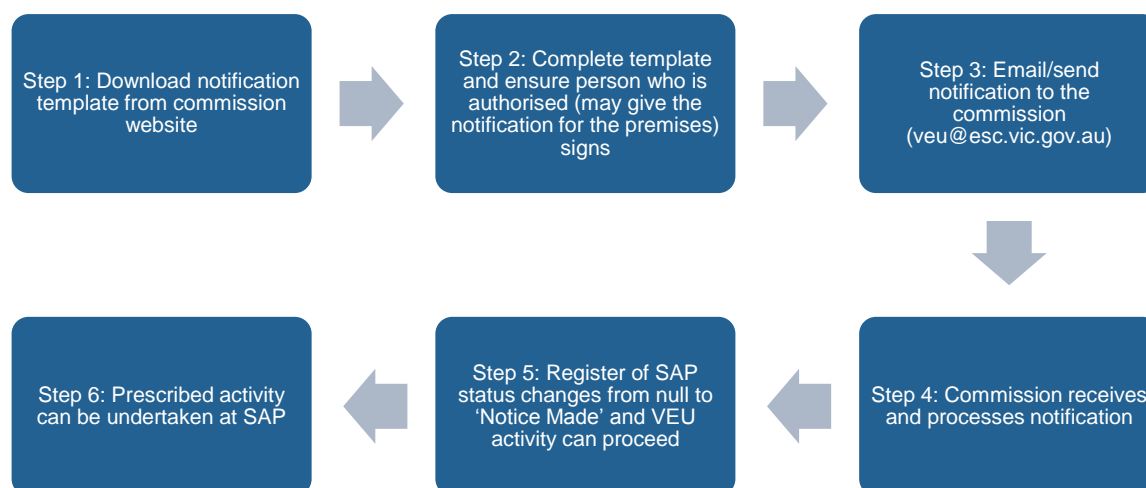 Step 1: Download notification
template from commission
website
Step 2: Complete template
and ensure person who is
authorised (may give the
notification for the premises)
signs
Step 3: Email/send
notification to the
commission
(veu@esc.vic.gov.au)
Step 4: Commission receives
and processes notification
Step 5: Register of SAP
status changes from null to
‘Notice Made’ and VEU
activity can proceed
Step 6: Prescribed activity
can be undertaken at SAP